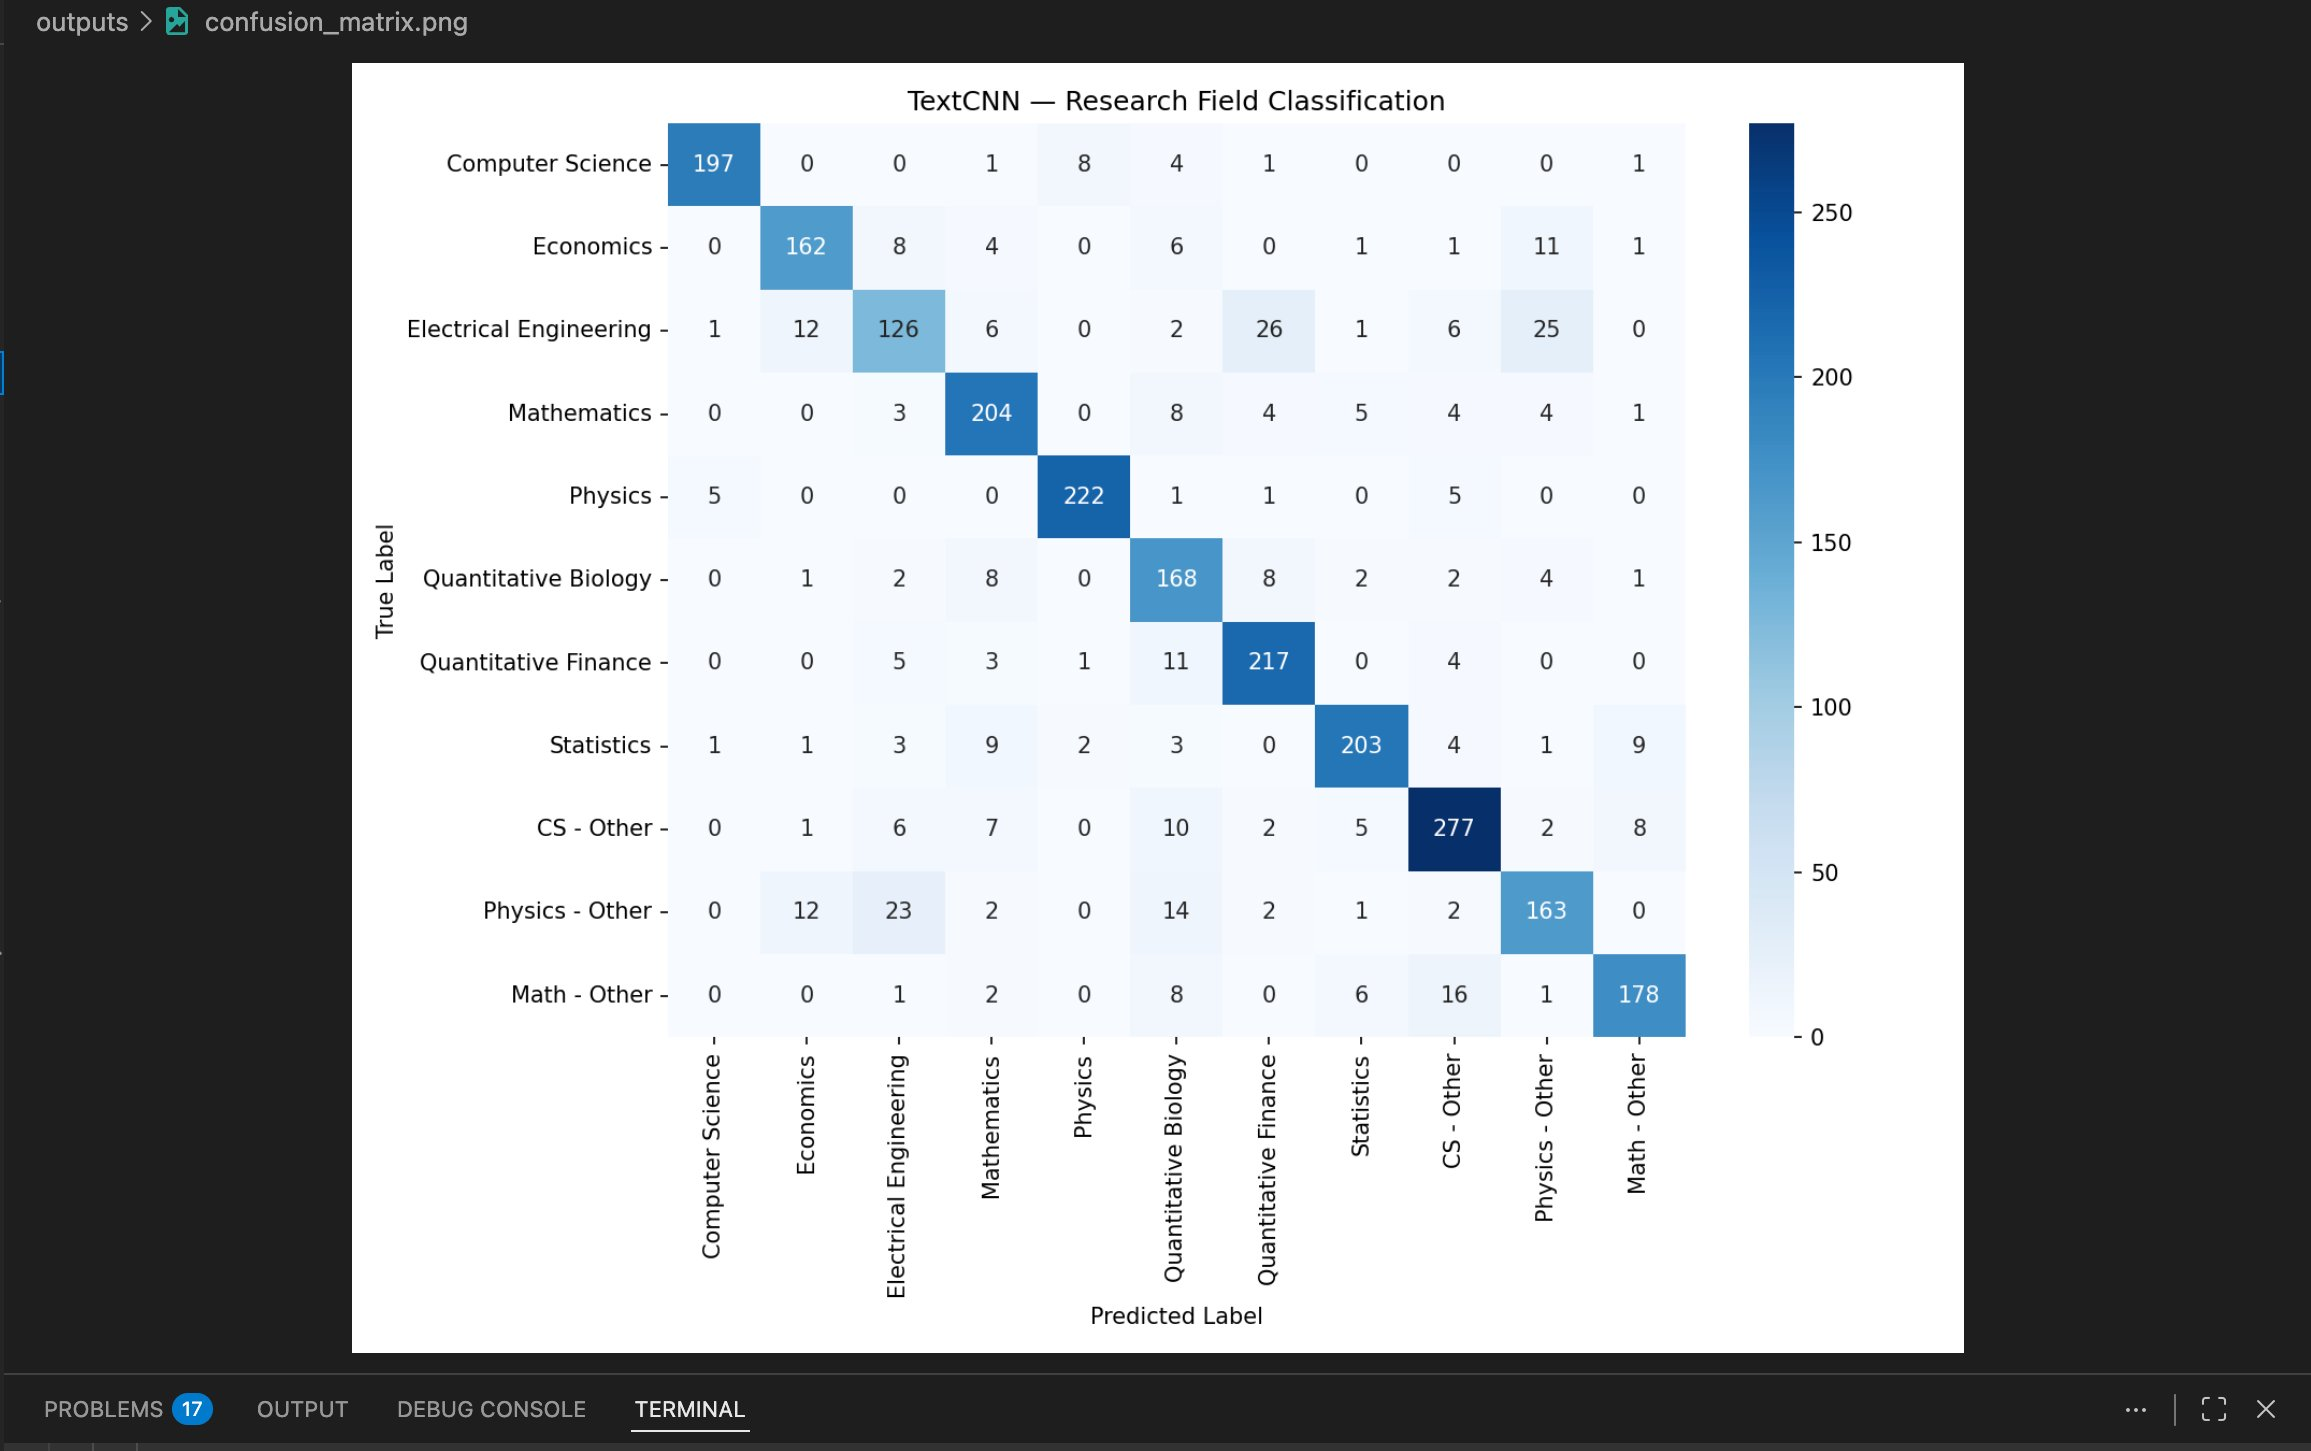 outputs > confusion_matrix.png
TextCNN — Research Field Classification
Computer Science 197 0 0 1 8 4 1 0 0 0 1
Economics 0 162 8 4 0 6 0 1 1 11 1
Electrical Engineering 1 12 126 6 0 2 26 1 6 25 0
Mathematics 0 0 3 204 0 8 4 5 4 4 1
Physics 5 0 0 0 222 1 1 0 5 0 0
Quantitative Biology 0 1 2 8 0 168 8 2 2 4 1
Quantitative Finance 0 0 5 3 1 11 217 0 4 0 0
Statistics 1 1 3 9 2 3 0 203 4 1 9
CS - Other 0 1 6 7 0 10 2 5 277 2 8
Physics - Other 0 12 23 2 0 14 2 1 2 163 0
Math - Other 0 0 1 2 0 8 0 6 16 1 178
True Label
Computer Science
Economics
Electrical Engineering
Mathematics
Physics
Quantitative Biology
Quantitative Finance
Statistics
CS - Other
Physics - Other
Math - Other
Predicted Label
250
200
150
100
50
0
PROBLEMS 17 OUTPUT DEBUG CONSOLE TERMINAL